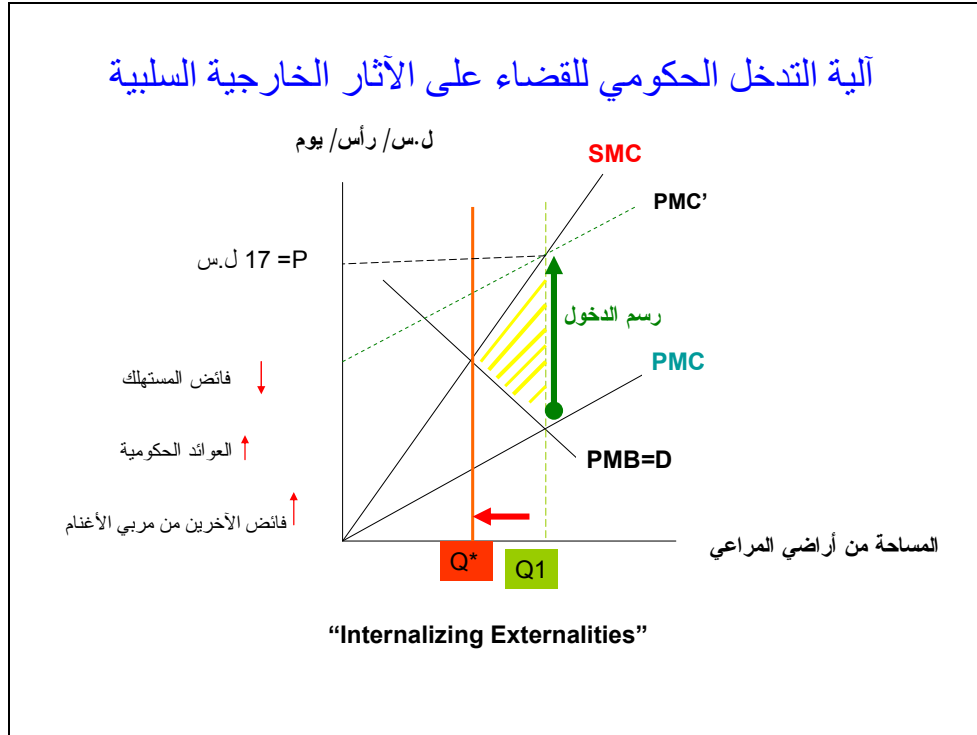 آلية التدخل الحكومي للقضاء على الآثار الخارجية السلبية
ل.س/ رأس/ يوم
SMC
PMC’
17 =P ل.س
رسم الدخول
PMC
فائض المستهلك
العوائد الحكومية
PMB=D
فائض الآخرين من مربي الأغنام
المساحة من أراضي المراعي
Q*
Q1
“Internalizing Externalities”